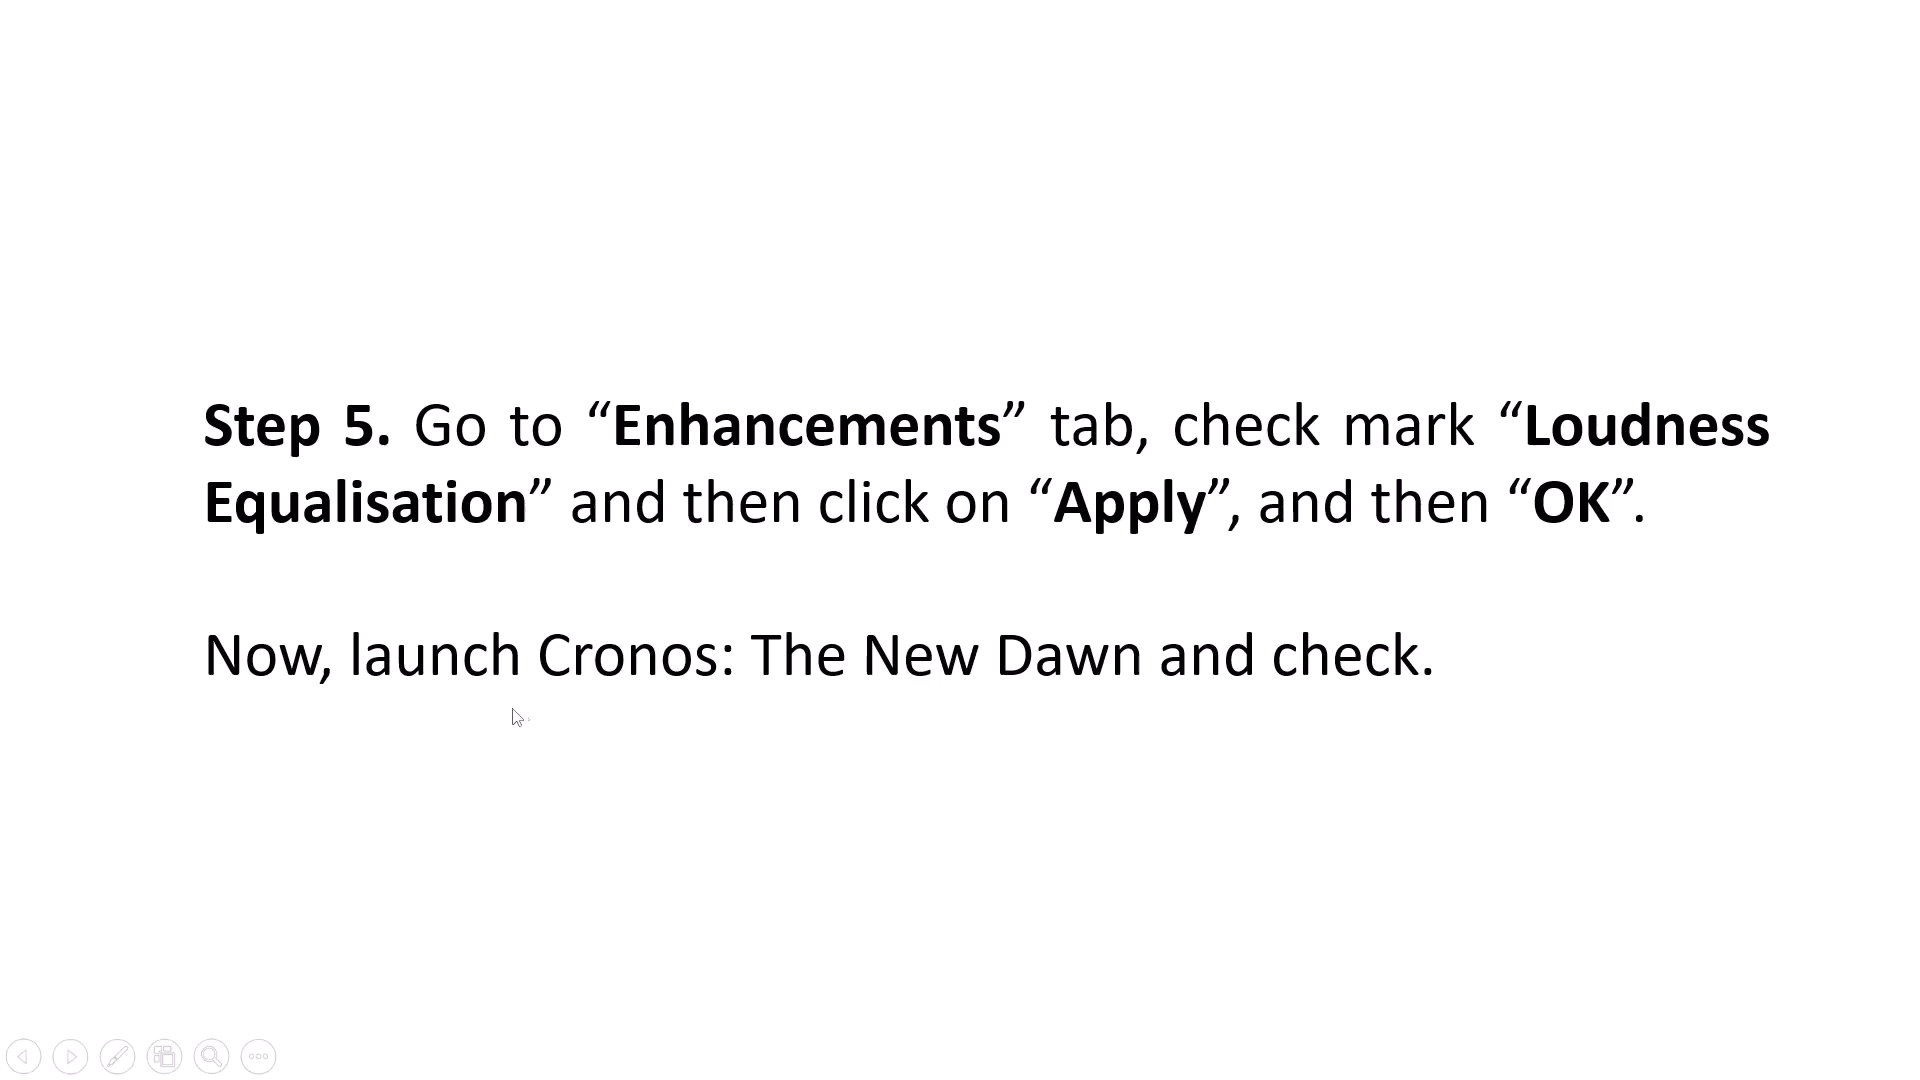 Step 5. Go to “Enhancements” tab, check mark “Loudness
Equalisation” and then click on “Apply”, and then “OK”.
Now, launch Cronos: The New Dawn and check.